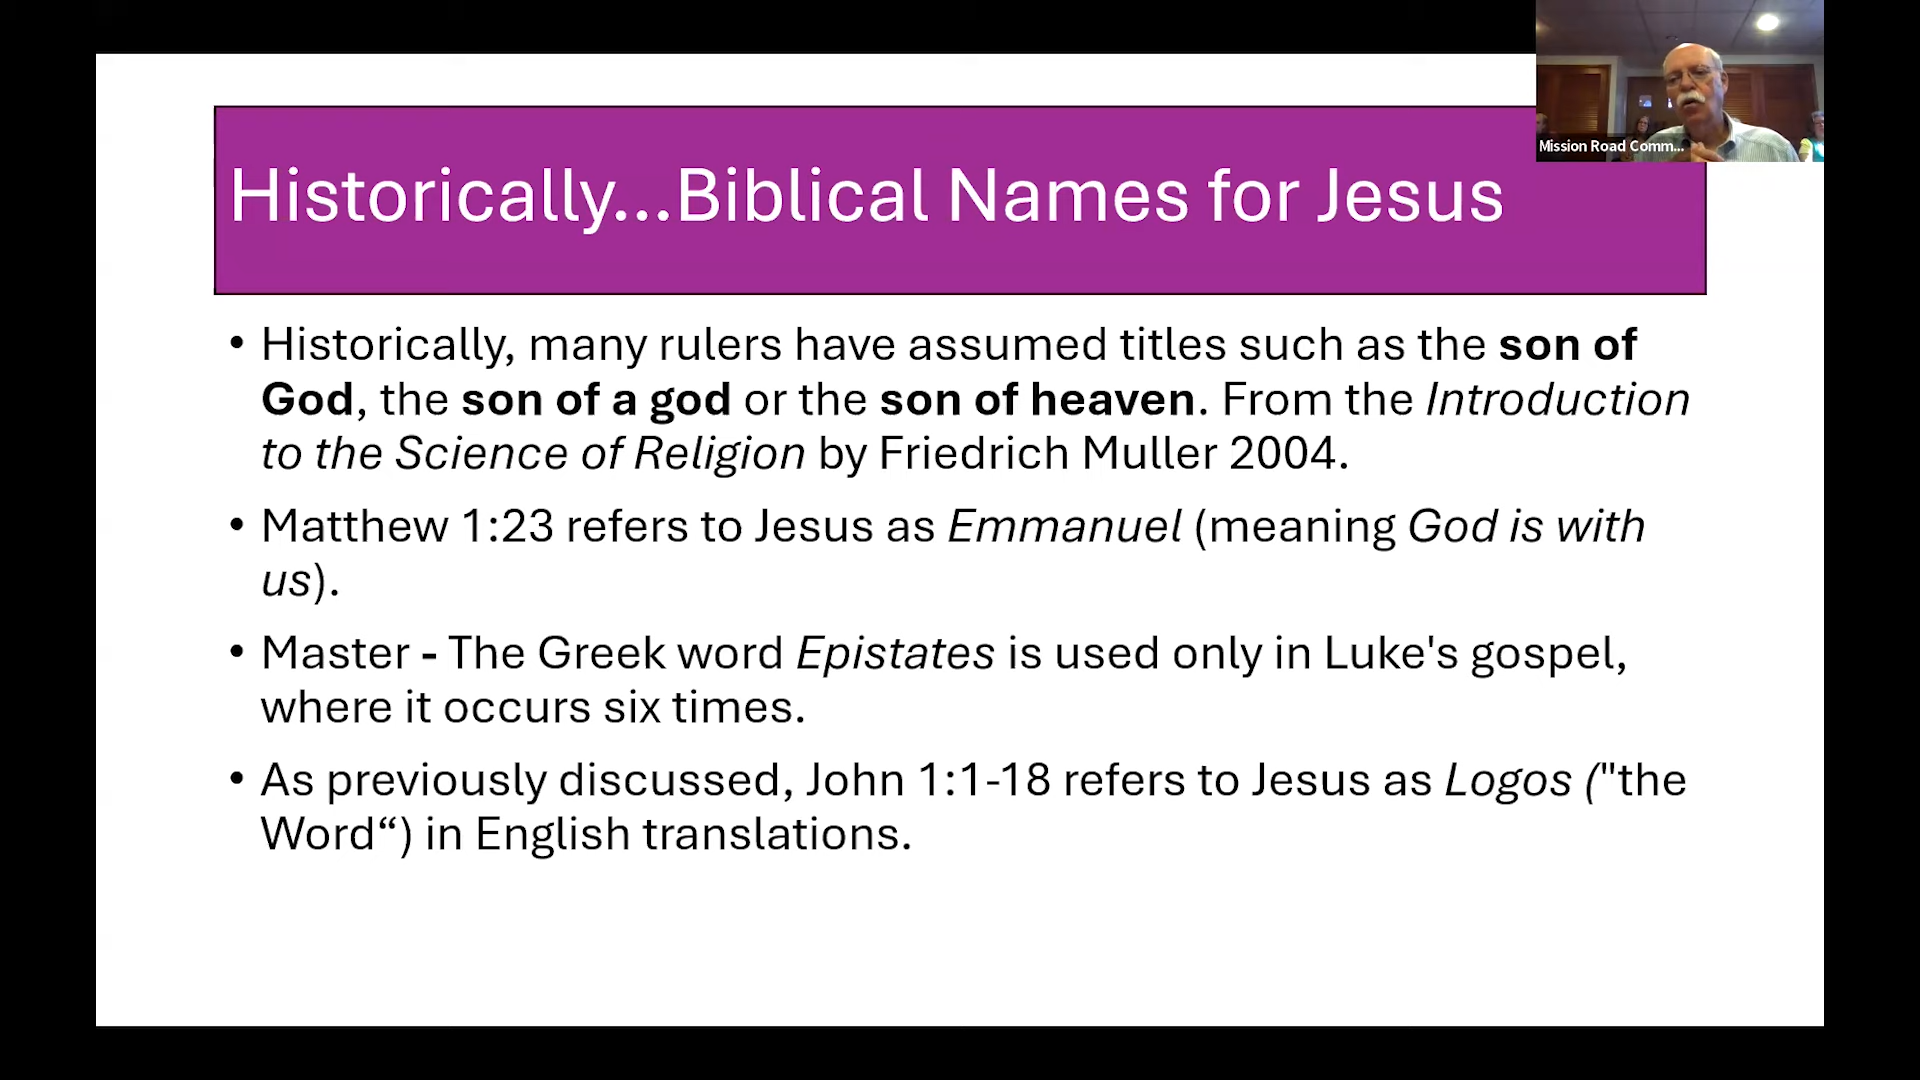 Mission Road Comm...
Historically...Biblical Names for Jesus
• Historically, many rulers have assumed titles such as the son of
God, the son of a god or the son of heaven. From the Introduction
to the Science of Religion by Friedrich Muller 2004.
• Matthew 1:23 refers to Jesus as Emmanuel (meaning God is with
us).
• Master - The Greek word Epistates is used only in Luke's gospel,
where it occurs six times.
• As previously discussed, John 1:1-18 refers to Jesus as Logos ("the
Word“) in English translations.